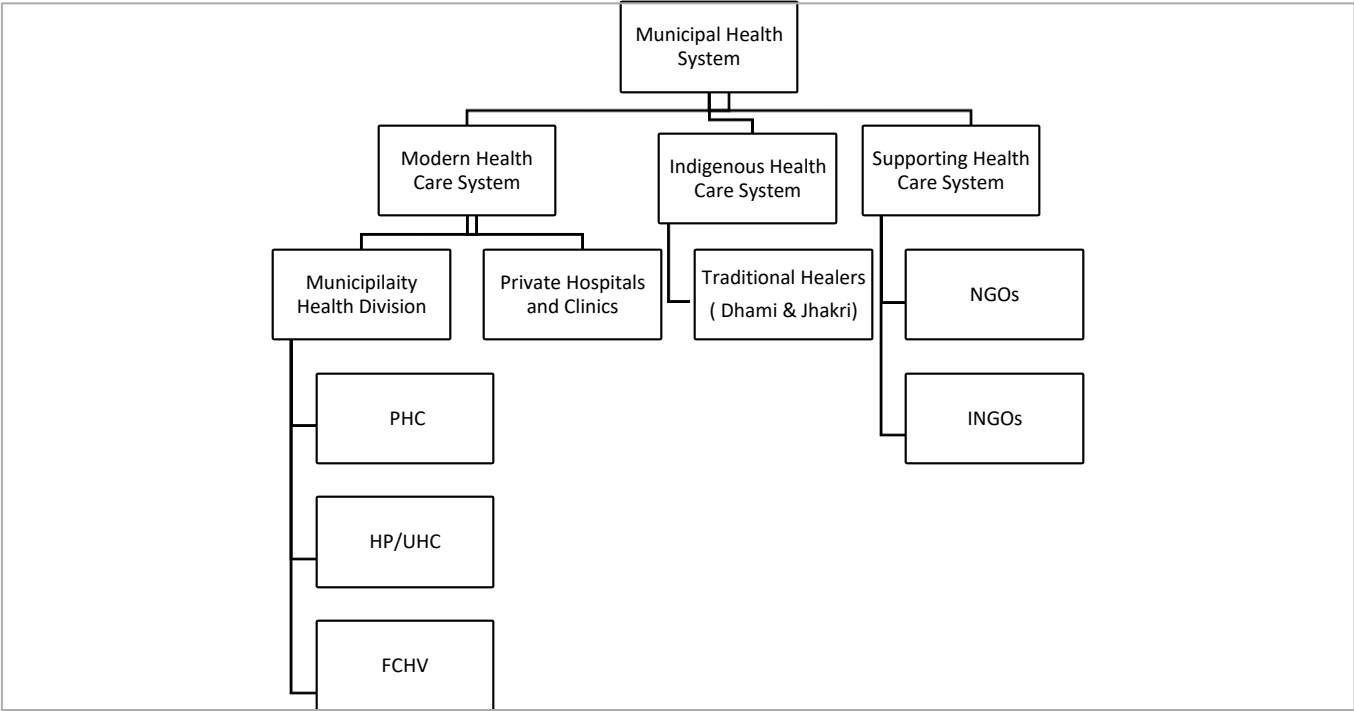 Municipal Health
System
Modern Health
Care System
Indigenous Health
Care System
Supporting Health
Care System
Municipilaity
Health Division
Private Hospitals
and Clinics
Traditional Healers
( Dhami & Jhakri)
NGOs
PHC
INGOs
HP/UHC
FCHV